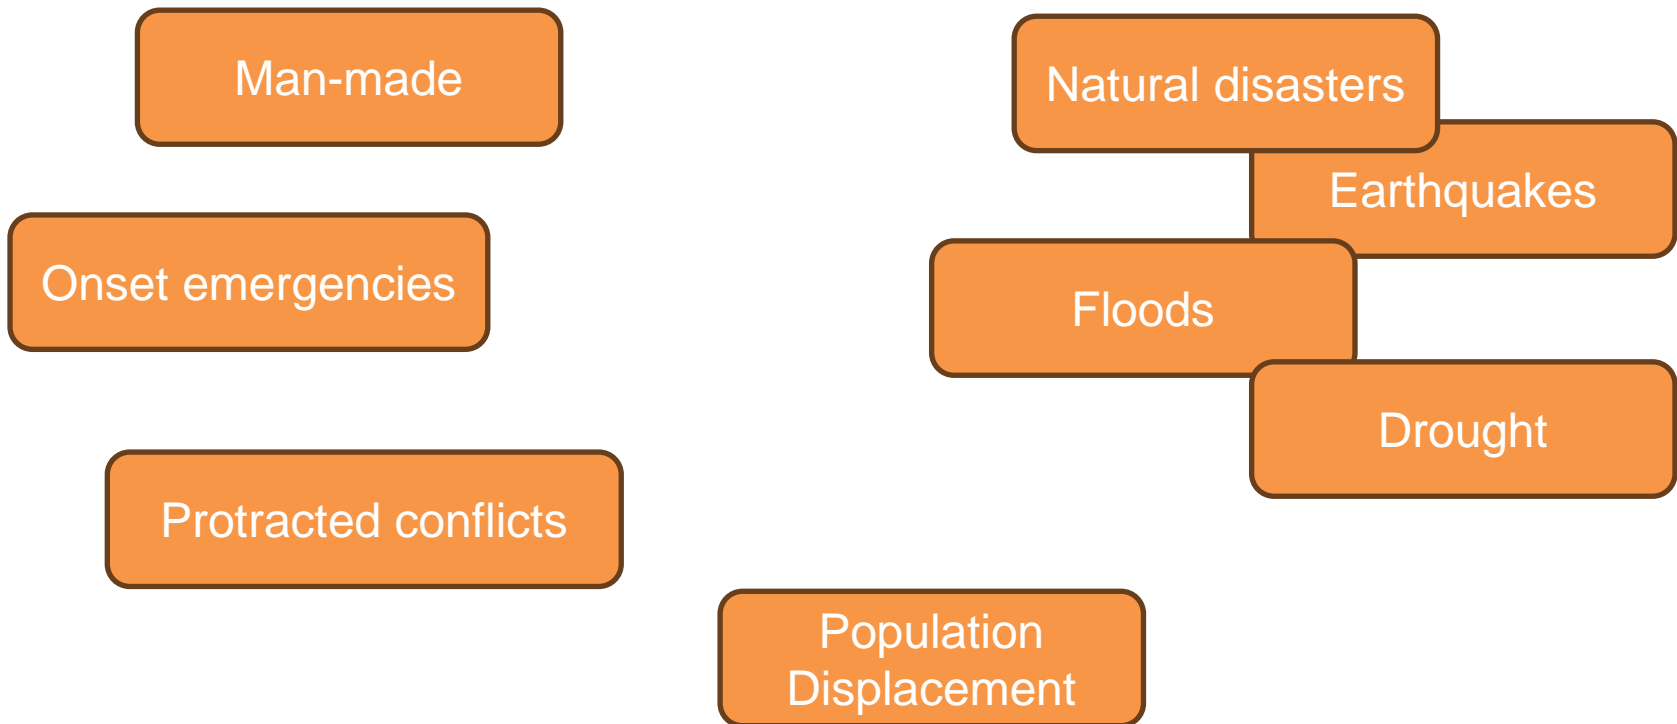 Man-made
Natural disasters
Earthquakes
Onset emergencies
Floods
Drought
Protracted conflicts
Population
Displacement